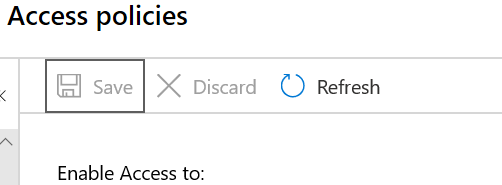 Access policies
Save Discard Refresh
Enable Access to: